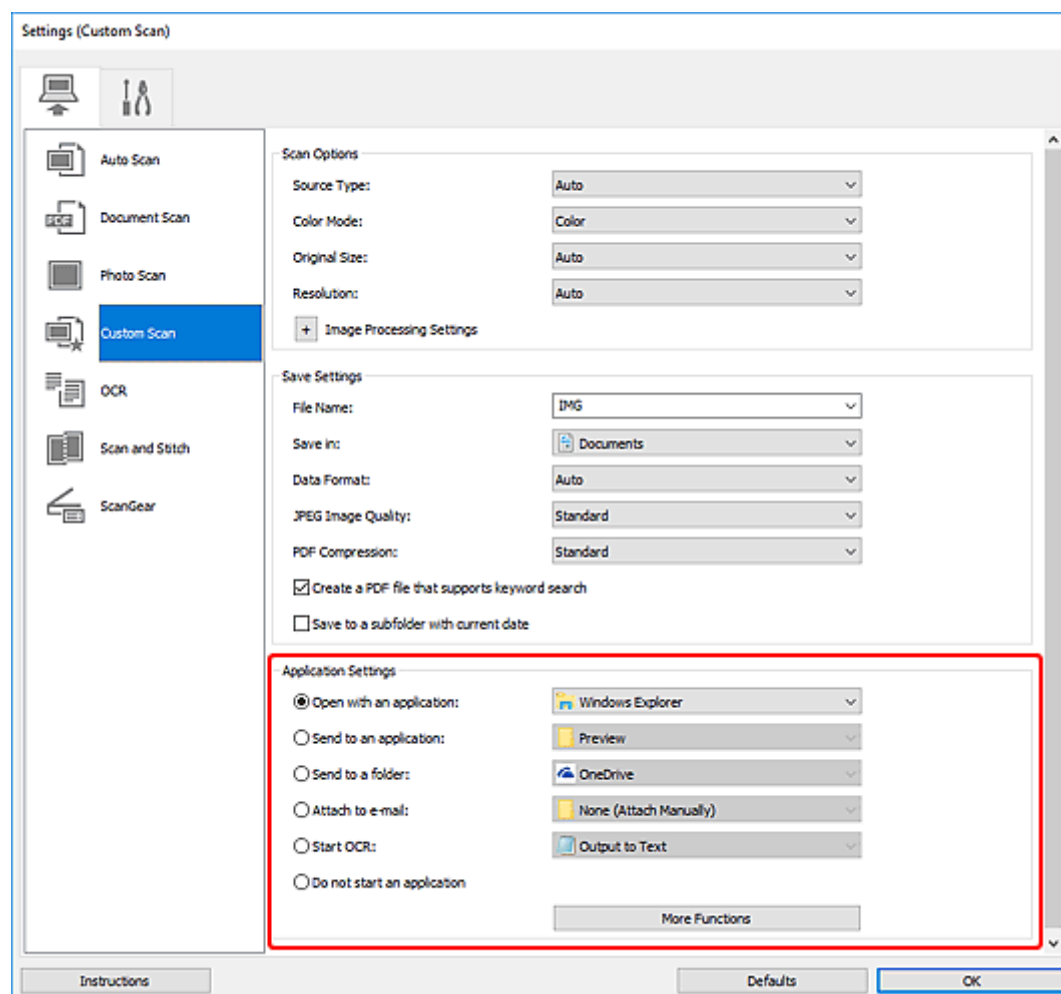 Settings (Custom Scan)
Auto Scan
PDF
Document Scan
Photo Scan
Custom Scan
OCR
Scan and Stitch
ScanGear
Scan Options
Source Type: Auto
Color Mode: Color
Original Size: Auto
Resolution: Auto
+ Image Processing Settings
Save Settings
File Name: IMG
Save in: Documents
Data Format: Auto
JPEG Image Quality: Standard
PDF Compression: Standard
Create a PDF file that supports keyword search
Save to a subfolder with current date
Application Settings
Open with an application: Windows Explorer
Send to an application: Preview
Send to a folder: OneDrive
Attach to e-mail: None (Attach Manually)
Start OCR: Output to Text
Do not start an application
More Functions
Instructions Defaults OK